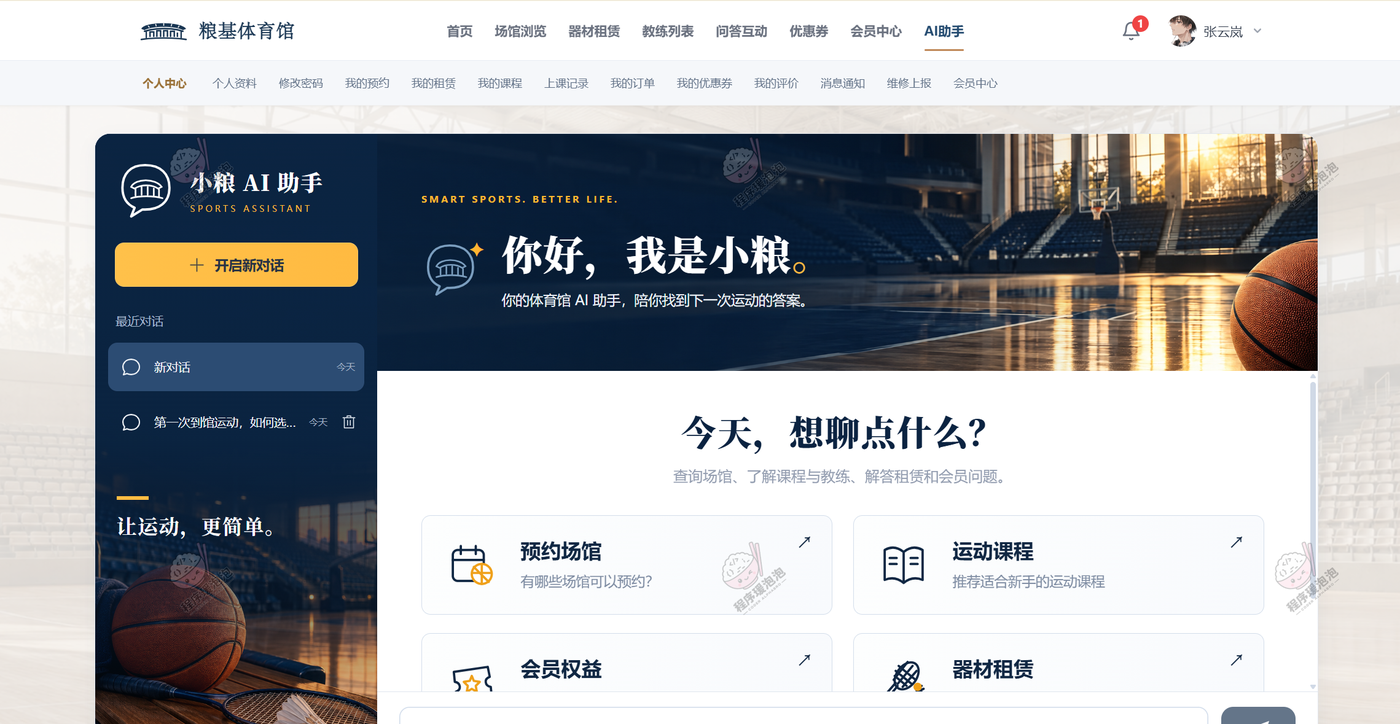 粮基体育馆
首页 场馆浏览 器材租赁 教练列表 问答互动 优惠券 会员中心 AI助手
1
张云岚
个人中心 个人资料 修改密码 我的预约 我的租赁 我的课程 上课记录 我的订单 我的优惠券 我的评价 消息通知 维修上报 会员中心
小粮 AI 助手
SPORTS ASSISTANT
开启新对话
最近对话
新对话 今天
第一次到馆运动，如何选... 今天
让运动，更简单。
SMART SPORTS. BETTER LIFE.
你好，我是小粮。
你的体育馆 AI 助手，陪你找到下一次运动的答案。
今天，想聊点什么？
查询场馆、了解课程与教练、解答租赁和会员问题。
预约场馆
有哪些场馆可以预约？
运动课程
推荐适合新手的运动课程
会员权益
器材租赁
程序瑗泡泡
程序瑗泡泡